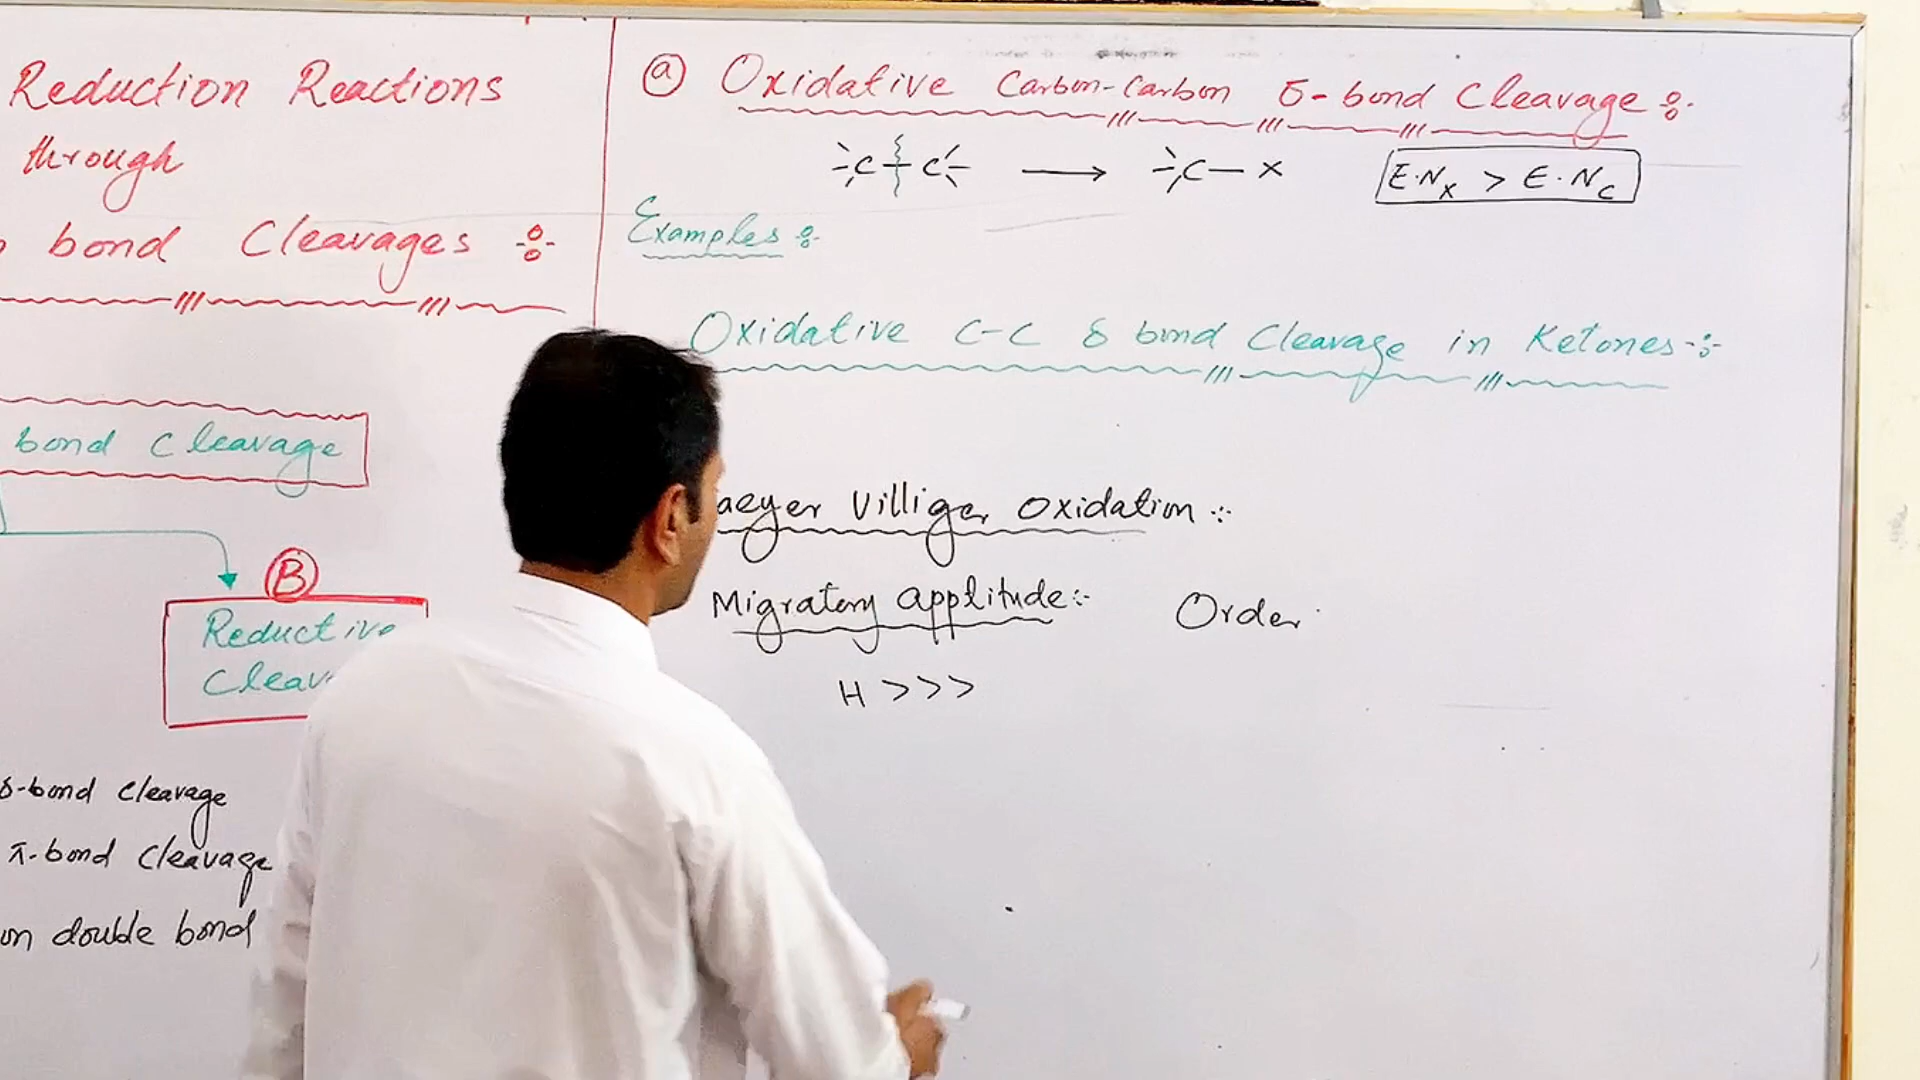 Reduction Reactions
through
bond Cleavages :
bond Cleavage
B
Reductive
Cleav
δ-bond Cleavage
π-bond Cleavage
on double bond
a Oxidative Carbon-Carbon σ-bond Cleavage :
C-C → C-X E.Nx > E.Nc
Examples :
Oxidative C-C δ bond Cleavage in Ketones :
aeyer Villiger Oxidation :
Migratory applitude : Order
H >>>